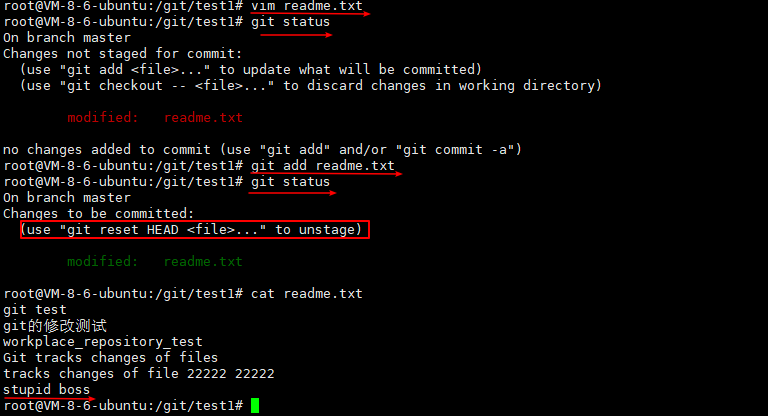 root@VM-8-6-ubuntu:/git/test1# vim readme.txt
root@VM-8-6-ubuntu:/git/test1# git status
On branch master
Changes not staged for commit:
  (use "git add <file>..." to update what will be committed)
  (use "git checkout -- <file>..." to discard changes in working directory)

        modified:   readme.txt

no changes added to commit (use "git add" and/or "git commit -a")
root@VM-8-6-ubuntu:/git/test1# git add readme.txt
root@VM-8-6-ubuntu:/git/test1# git status
On branch master
Changes to be committed:
  (use "git reset HEAD <file>..." to unstage)

        modified:   readme.txt

root@VM-8-6-ubuntu:/git/test1# cat readme.txt
git test
git的修改测试
workplace_repository_test
Git tracks changes of files
tracks changes of file 22222 22222
stupid boss
root@VM-8-6-ubuntu:/git/test1#